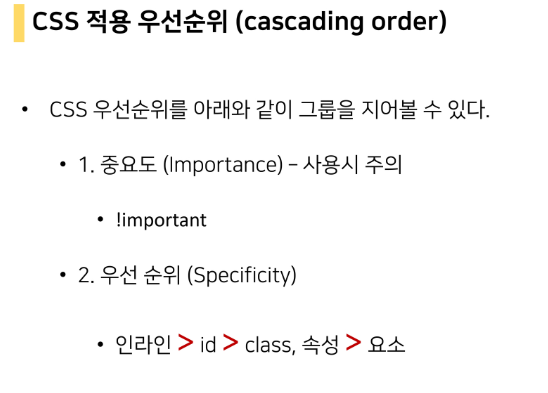 CSS 적용 우선순위 (cascading order)
• CSS 우선순위를 아래와 같이 그룹을 지어볼 수 있다.
• 1. 중요도 (Importance) – 사용시 주의
• !important
• 2. 우선 순위 (Specificity)
• 인라인 > id > class, 속성 > 요소